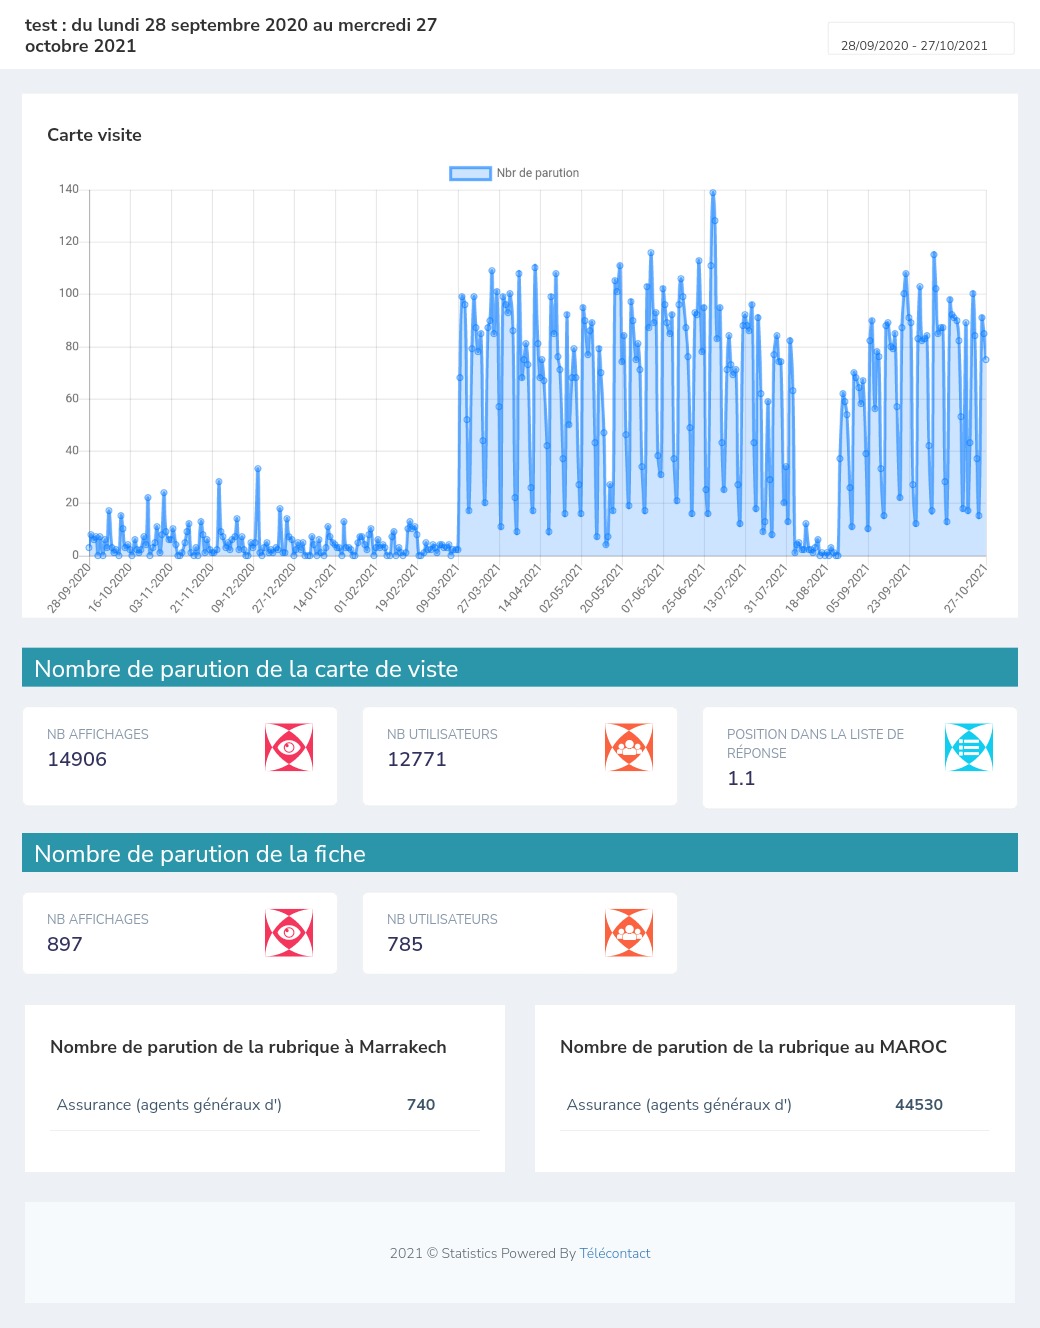 test : du lundi 28 septembre 2020 au mercredi 27
octobre 2021
28/09/2020 - 27/10/2021
Carte visite
Nbr de parution
140
120
100
80
60
40
20
0
28-09-2020
16-10-2020
03-11-2020
21-11-2020
09-12-2020
27-12-2020
14-01-2021
01-02-2021
19-02-2021
09-03-2021
27-03-2021
14-04-2021
02-05-2021
20-05-2021
07-06-2021
25-06-2021
13-07-2021
31-07-2021
18-08-2021
05-09-2021
23-09-2021
27-10-2021
Nombre de parution de la carte de viste
NB AFFICHAGES
14906
NB UTILISATEURS
12771
POSITION DANS LA LISTE DE
RÉPONSE
1.1
Nombre de parution de la fiche
NB AFFICHAGES
897
NB UTILISATEURS
785
Nombre de parution de la rubrique à Marrakech
Assurance (agents généraux d') 740
Nombre de parution de la rubrique au MAROC
Assurance (agents généraux d') 44530
2021 © Statistics Powered By Télécontact